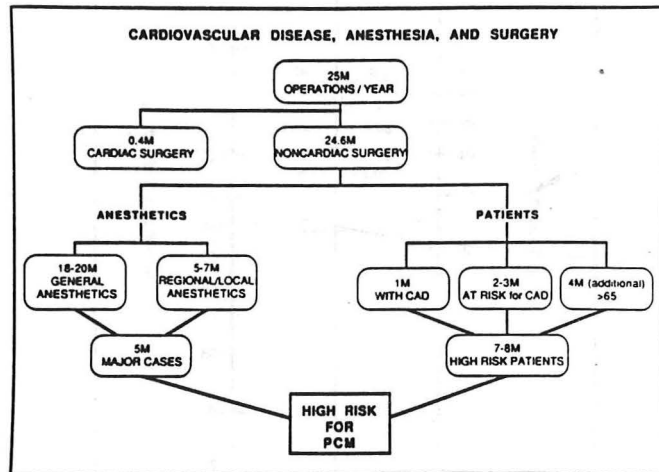 CARDIOVASCULAR DISEASE, ANESTHESIA, AND SURGERY
25M
OPERATIONS / YEAR
0.4M
CARDIAC SURGERY
24.6M
NONCARDIAC SURGERY
ANESTHETICS
PATIENTS
18-20M
GENERAL
ANESTHETICS
5-7M
REGIONAL/LOCAL
ANESTHETICS
1M
WITH CAD
2-3M
AT RISK for CAD
4M (additional)
>65
5M
MAJOR CASES
7-8M
HIGH RISK PATIENTS
HIGH RISK
FOR
PCM